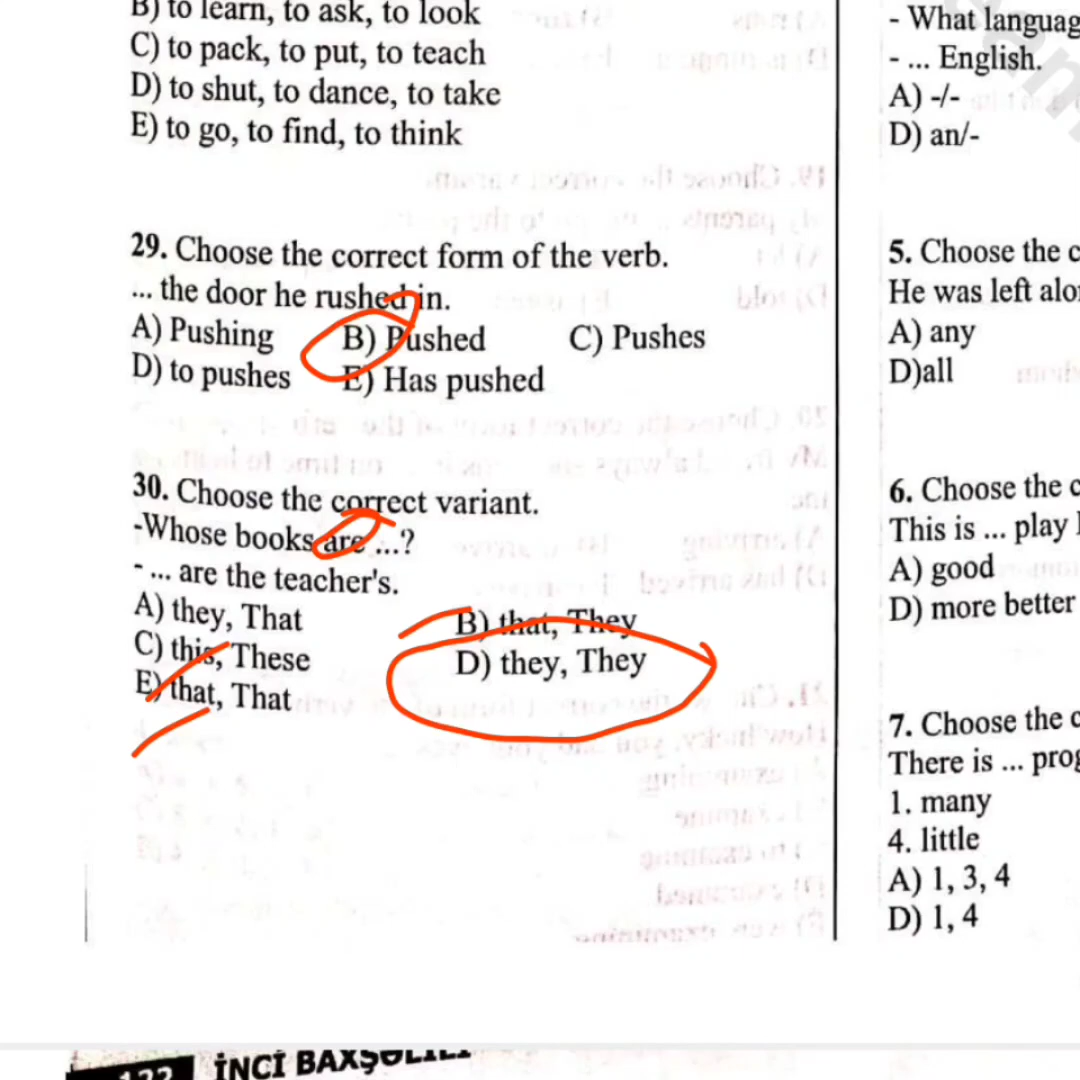 B) to learn, to ask, to look
C) to pack, to put, to teach
D) to shut, to dance, to take
E) to go, to find, to think
29. Choose the correct form of the verb.
... the door he rushed in.
A) Pushing B) Pushed C) Pushes
D) to pushes E) Has pushed
30. Choose the correct variant.
-Whose books are ...?
- ... are the teacher's.
A) they, That B) that, They
C) this, These D) they, They
E) that, That
- What languag
- ... English.
A) -/-
D) an/-
5. Choose the c
He was left alo
A) any
D)all
6. Choose the c
This is ... play
A) good
D) more better
7. Choose the c
There is ... prog
1. many
4. little
A) 1, 3, 4
D) 1, 4
İNCİ BAXŞƏLİLİ